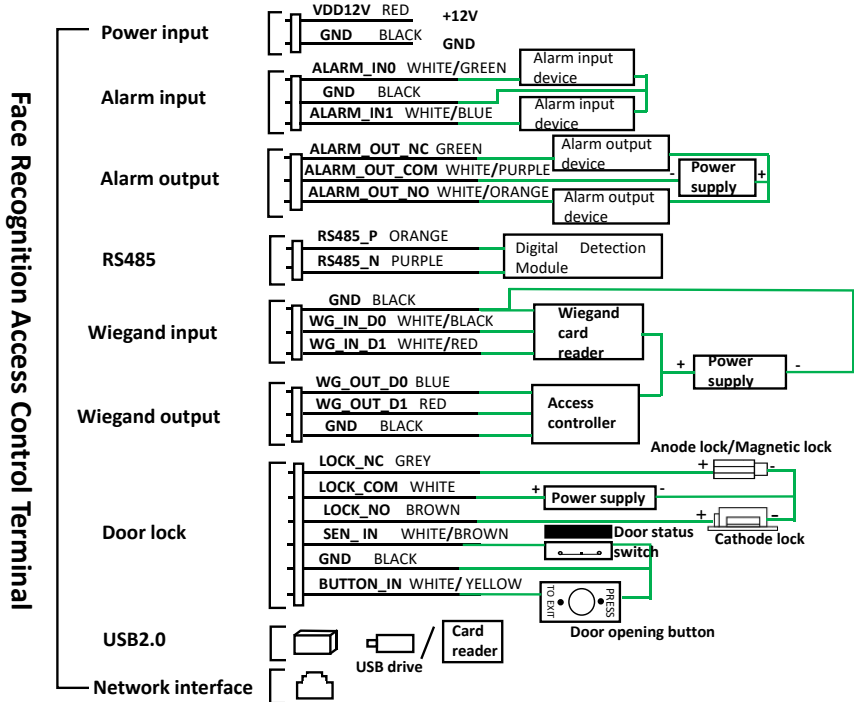 Face Recognition Access Control Terminal
Power input
VDD12V RED
+12V
GND BLACK
GND
Alarm input
ALARM_IN0 WHITE/GREEN
GND BLACK
ALARM_IN1 WHITE/BLUE
Alarm input
device
Alarm input
device
Alarm output
ALARM_OUT_NC GREEN
ALARM_OUT_COM WHITE/PURPLE
ALARM_OUT_NO WHITE/ORANGE
Alarm output
device
Alarm output
device
- Power
supply +
RS485
RS485_P ORANGE
RS485_N PURPLE
Digital Detection
Module
Wiegand input
GND BLACK
WG_IN_D0 WHITE/BLACK
WG_IN_D1 WHITE/RED
Wiegand
card
reader
+ Power -
supply
Wiegand output
WG_OUT_D0 BLUE
WG_OUT_D1 RED
GND BLACK
Access
controller
Door lock
LOCK_NC GREY
LOCK_COM WHITE
LOCK_NO BROWN
SEN_IN WHITE/BROWN
GND BLACK
BUTTON_IN WHITE/ YELLOW
Anode lock/Magnetic lock
+ -
+ Power supply -
+ -
Cathode lock
Door status
switch
TO EXIT
PRESS
Door opening button
USB2.0
USB drive
/
Card
reader
Network interface